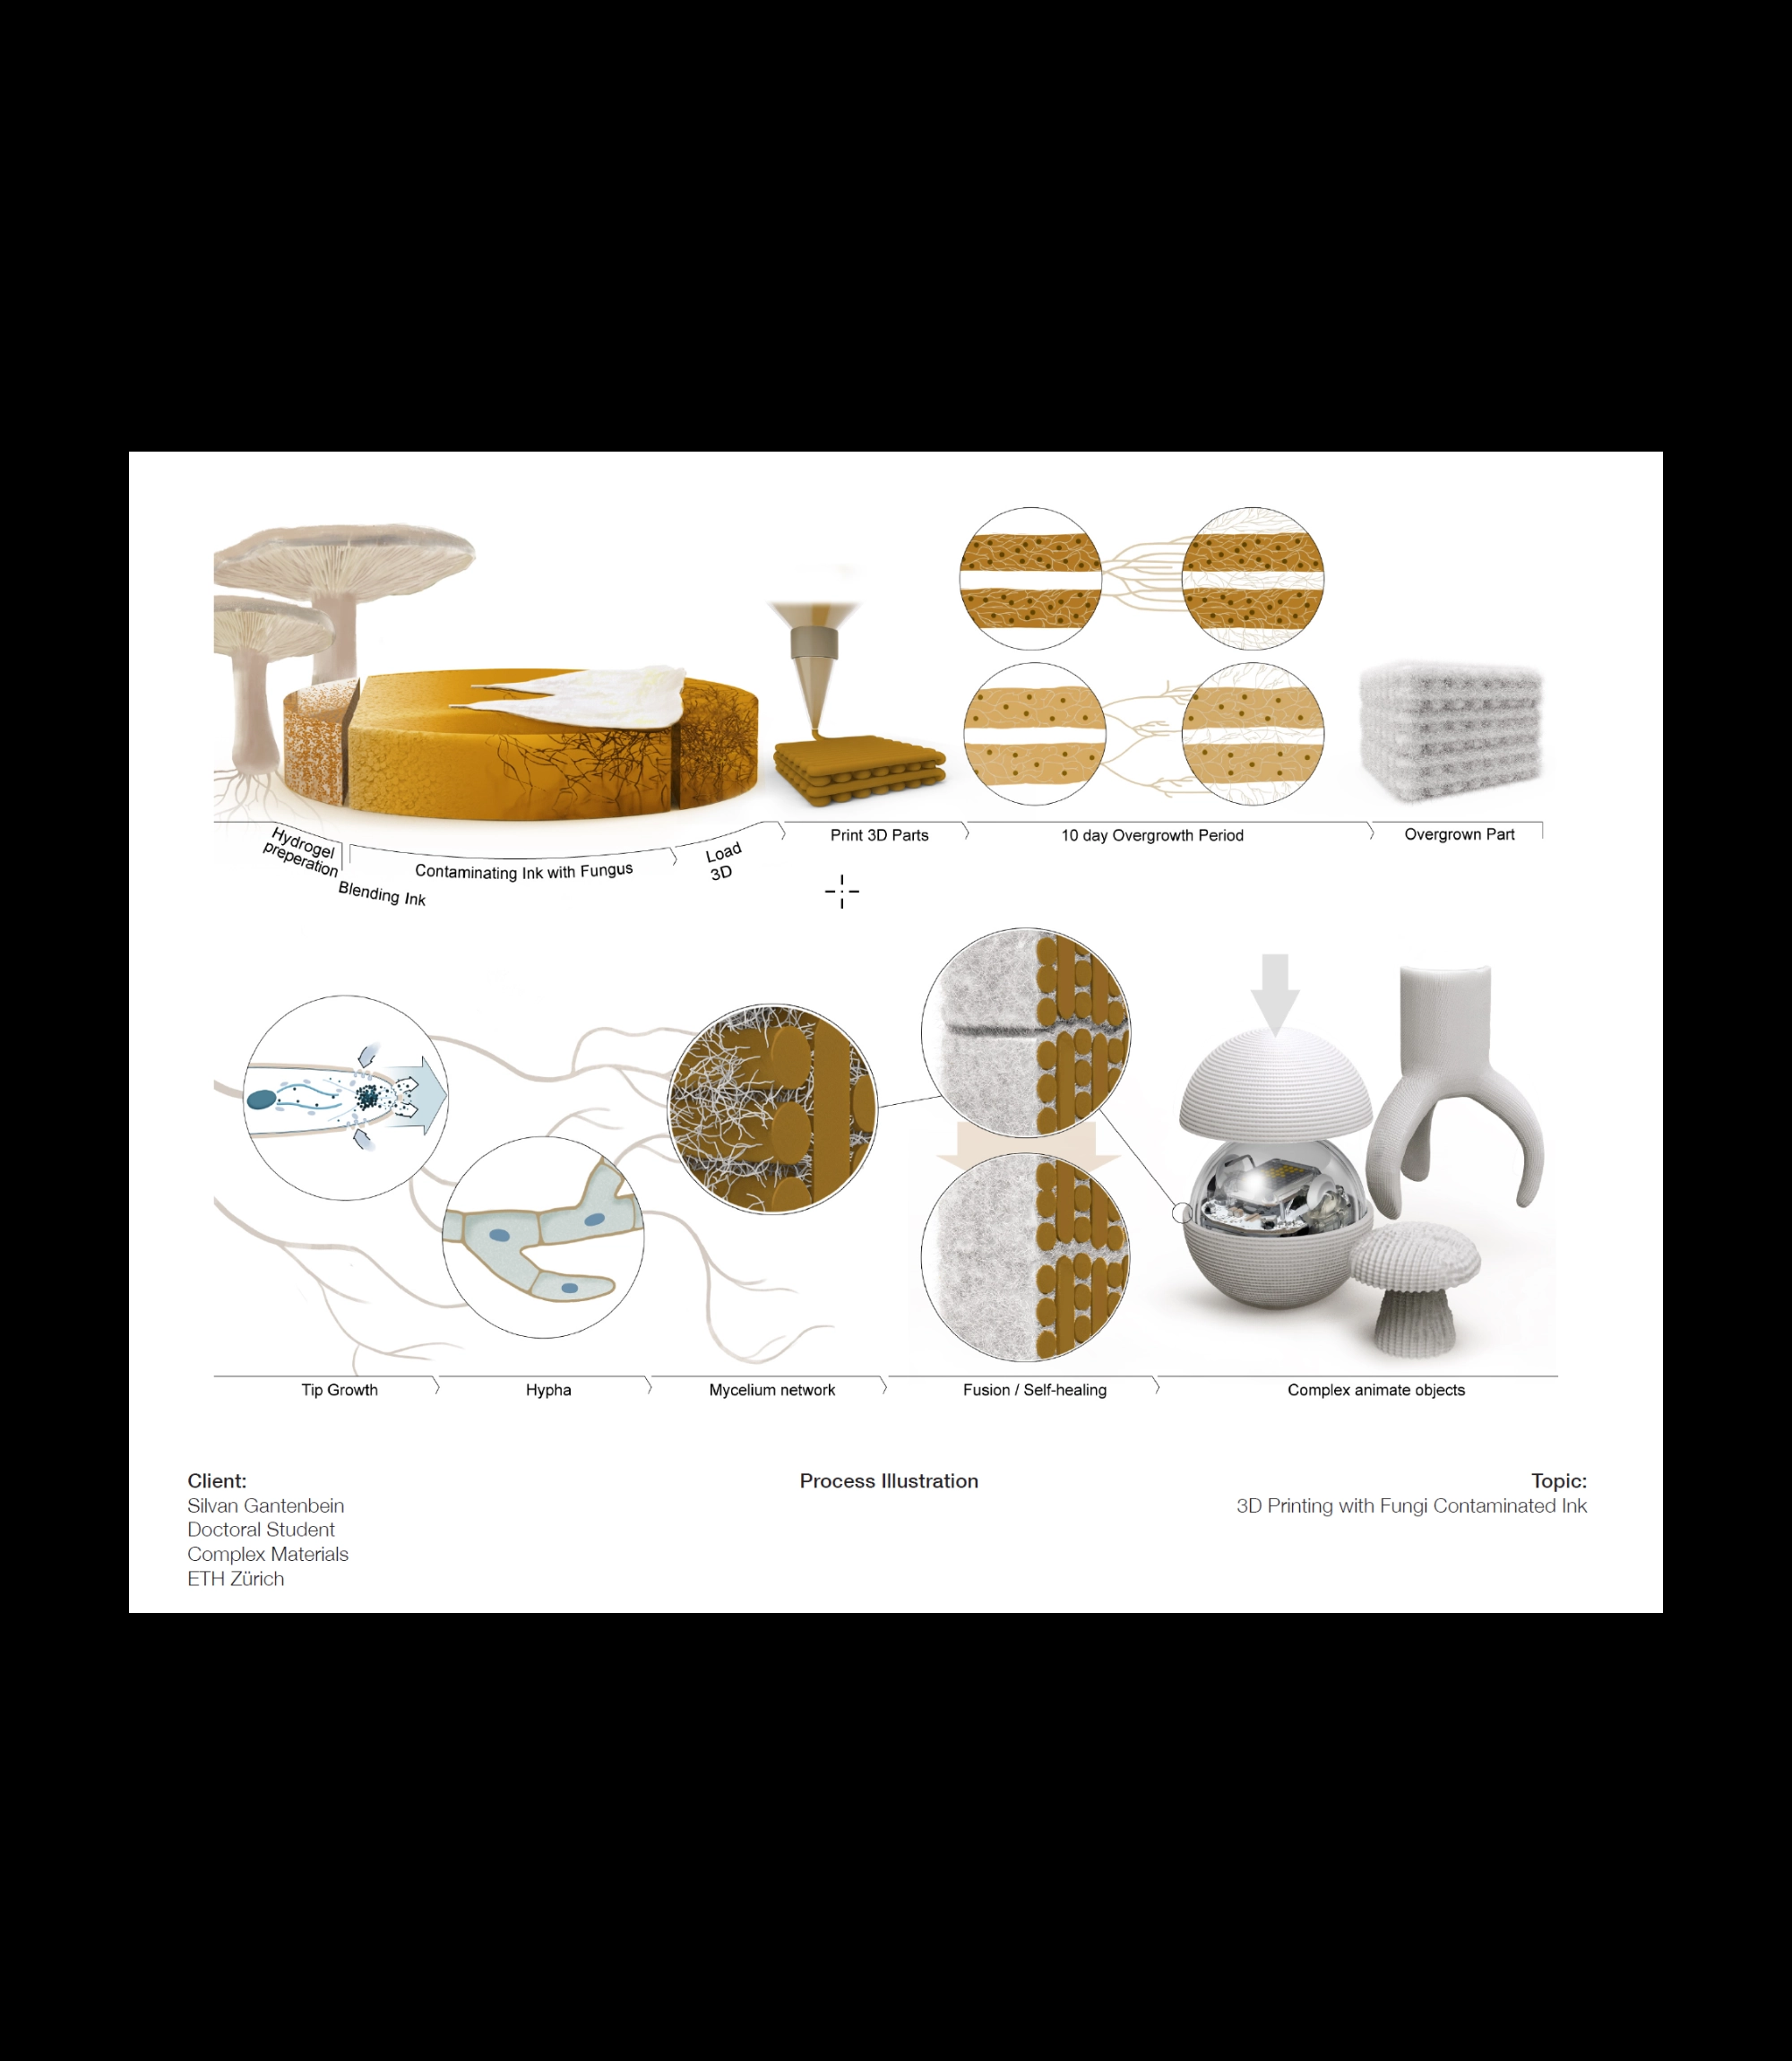 Hydrogel
preperation
Blending Ink
Contaminating Ink with Fungus
Load
3D
Print 3D Parts
10 day Overgrowth Period
Overgrown Part
Tip Growth
Hypha
Mycelium network
Fusion / Self-healing
Complex animate objects
Client:
Silvan Gantenbein
Doctoral Student
Complex Materials
ETH Zürich
Process Illustration
Topic:
3D Printing with Fungi Contaminated Ink